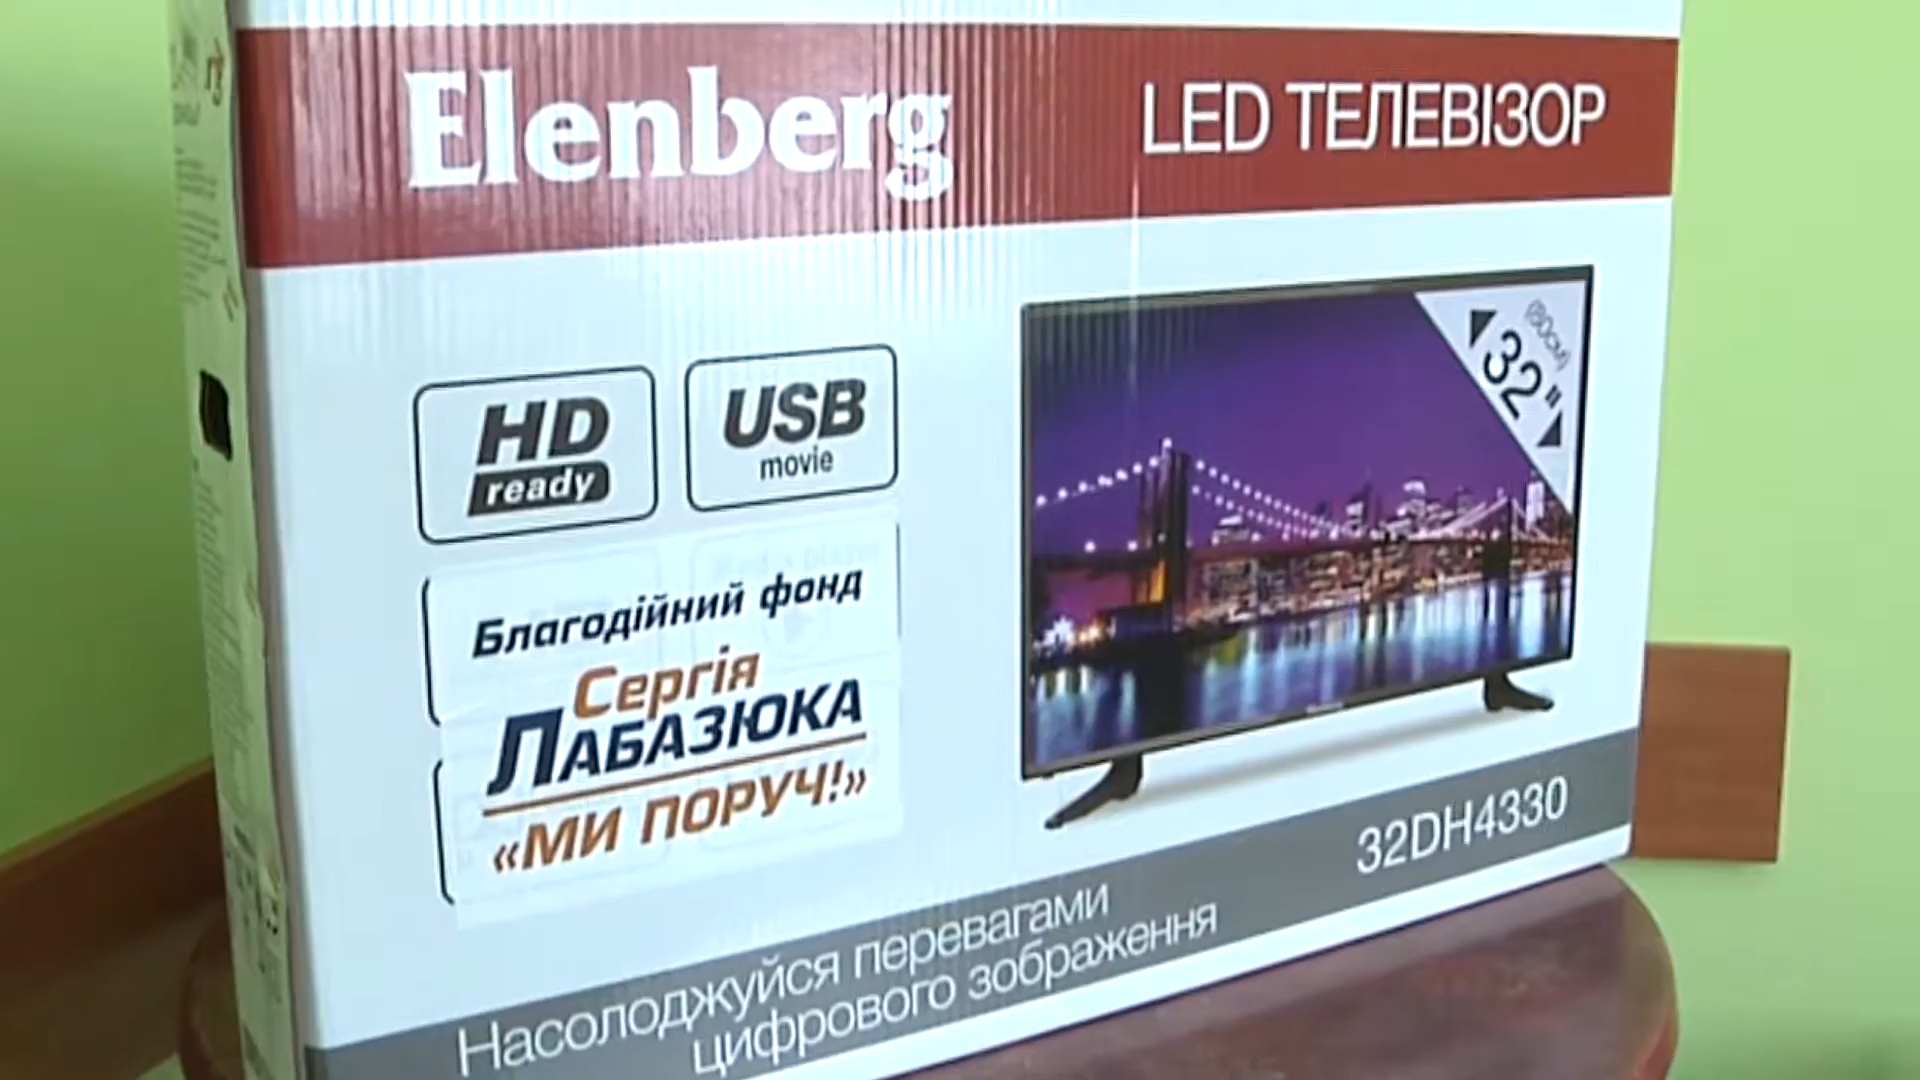 Elenberg
LED ТЕЛЕВІЗОР
(80см)
32"
HD
ready
USB
movie
Благодійний фонд
Сергія
ЛАБАЗЮКА
«МИ ПОРУЧ!»
32DH4330
Насолоджуйся перевагами
цифрового зображення